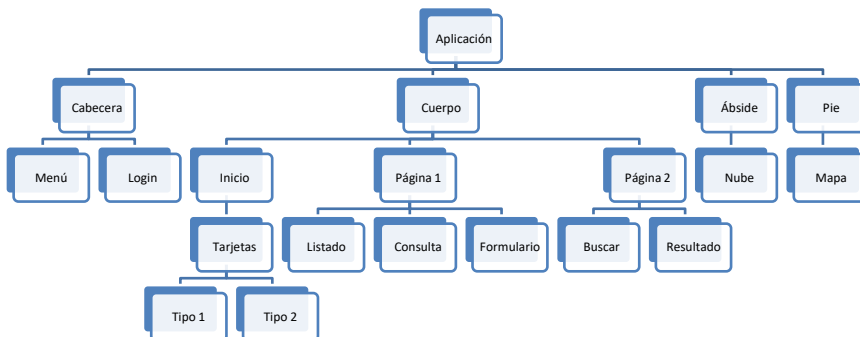 Aplicación
Cabecera
Cuerpo
Ábside
Pie
Menú
Login
Inicio
Página 1
Página 2
Nube
Mapa
Tarjetas
Listado
Consulta
Formulario
Buscar
Resultado
Tipo 1
Tipo 2